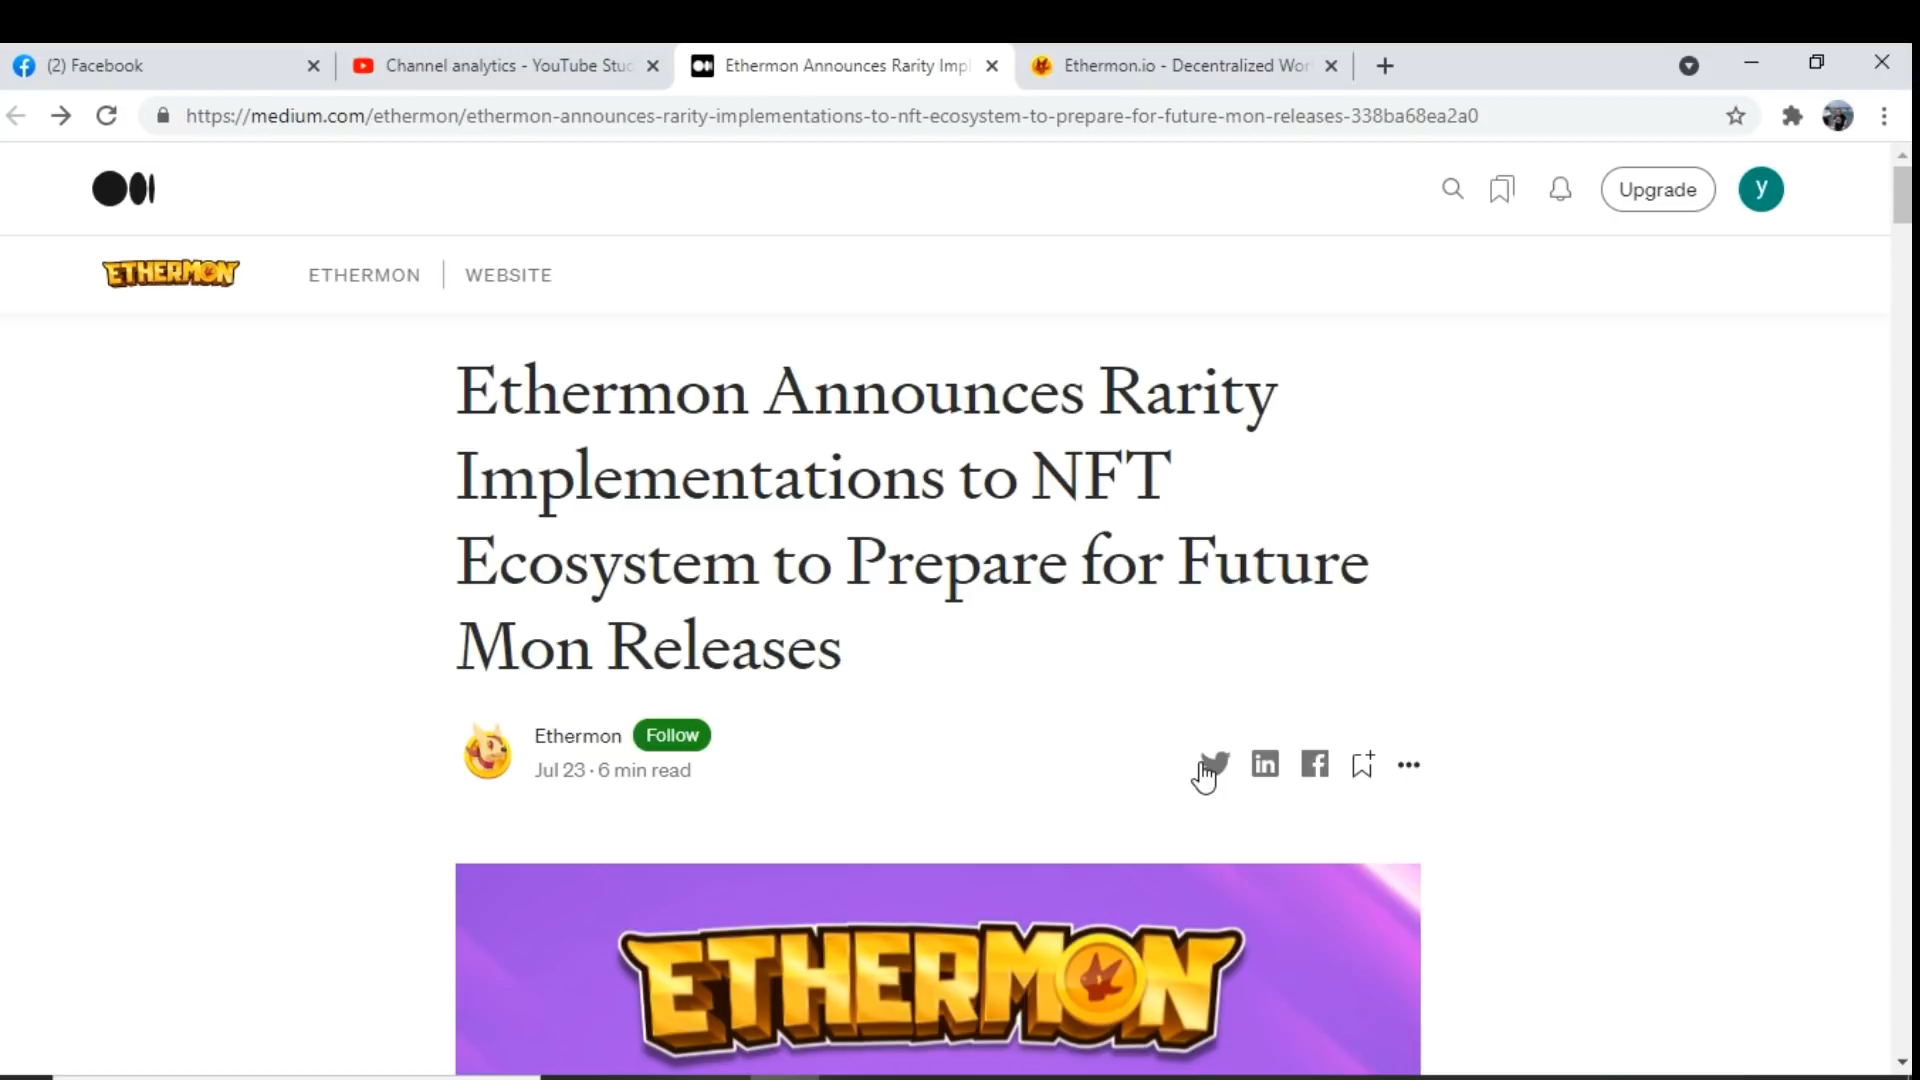 (2) Facebook
Channel analytics - YouTube Stuc
Ethermon Announces Rarity Impl
Ethermon.io - Decentralized Wor
https://medium.com/ethermon/ethermon-announces-rarity-implementations-to-nft-ecosystem-to-prepare-for-future-mon-releases-338ba68ea2a0
Upgrade
y
ETHERMON
ETHERMON
WEBSITE
Ethermon Announces Rarity
Implementations to NFT
Ecosystem to Prepare for Future
Mon Releases
Ethermon
Follow
Jul 23 · 6 min read
ETHERMON